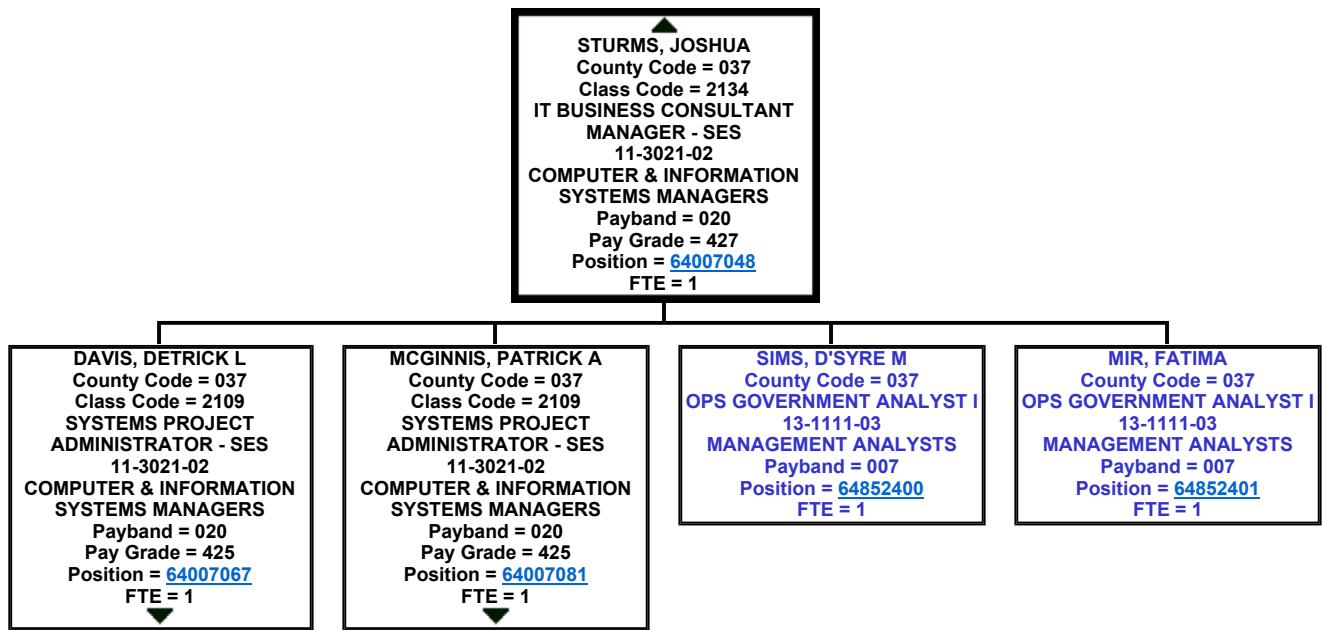 STURMS, JOSHUA
County Code = 037
Class Code = 2134
IT BUSINESS CONSULTANT
MANAGER - SES
11-3021-02
COMPUTER & INFORMATION
SYSTEMS MANAGERS
Payband = 020
Pay Grade = 427
Position = 64007048
FTE = 1
DAVIS, DETRICK L
County Code = 037
Class Code = 2109
SYSTEMS PROJECT
ADMINISTRATOR - SES
11-3021-02
COMPUTER & INFORMATION
SYSTEMS MANAGERS
Payband = 020
Pay Grade = 425
Position = 64007067
FTE = 1
MCGINNIS, PATRICK A
County Code = 037
Class Code = 2109
SYSTEMS PROJECT
ADMINISTRATOR - SES
11-3021-02
COMPUTER & INFORMATION
SYSTEMS MANAGERS
Payband = 020
Pay Grade = 425
Position = 64007081
FTE = 1
SIMS, D'SYRE M
County Code = 037
OPS GOVERNMENT ANALYST I
13-1111-03
MANAGEMENT ANALYSTS
Payband = 007
Position = 64852400
FTE = 1
MIR, FATIMA
County Code = 037
OPS GOVERNMENT ANALYST I
13-1111-03
MANAGEMENT ANALYSTS
Payband = 007
Position = 64852401
FTE = 1